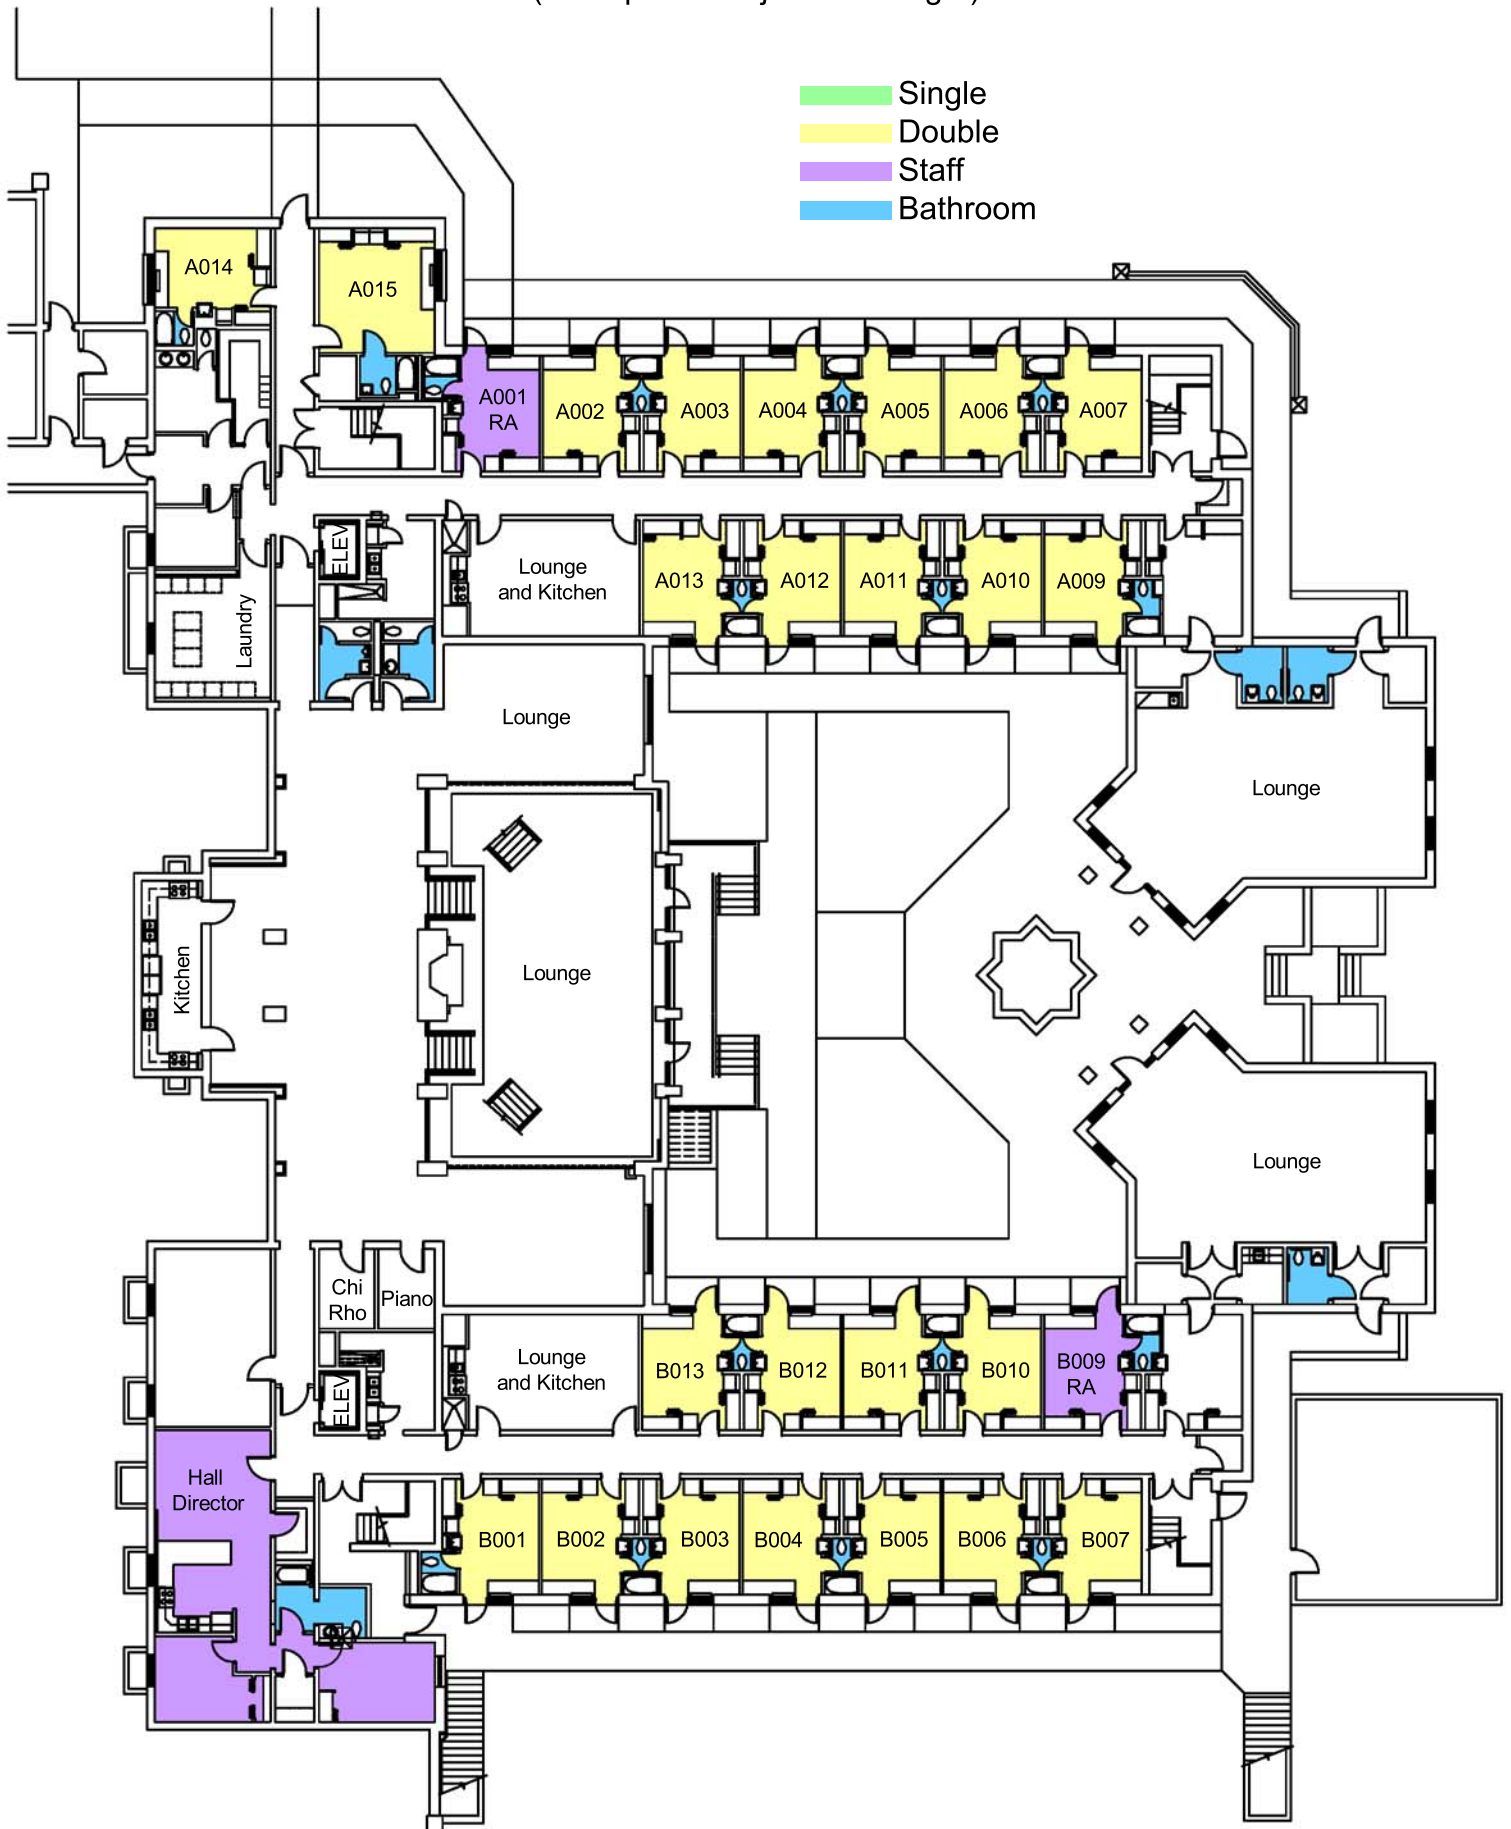 Single
Double
Staff
Bathroom
A014
A015
A001
RA
A002
A003
A004
A005
A006
A007
ELEV
Lounge
and Kitchen
A013
A012
A011
A010
A009
Laundry
Lounge
Lounge
Kitchen
Lounge
Lounge
Chi
Rho
Piano
ELEV
Lounge
and Kitchen
B013
B012
B011
B010
B009
RA
Hall
Director
B001
B002
B003
B004
B005
B006
B007